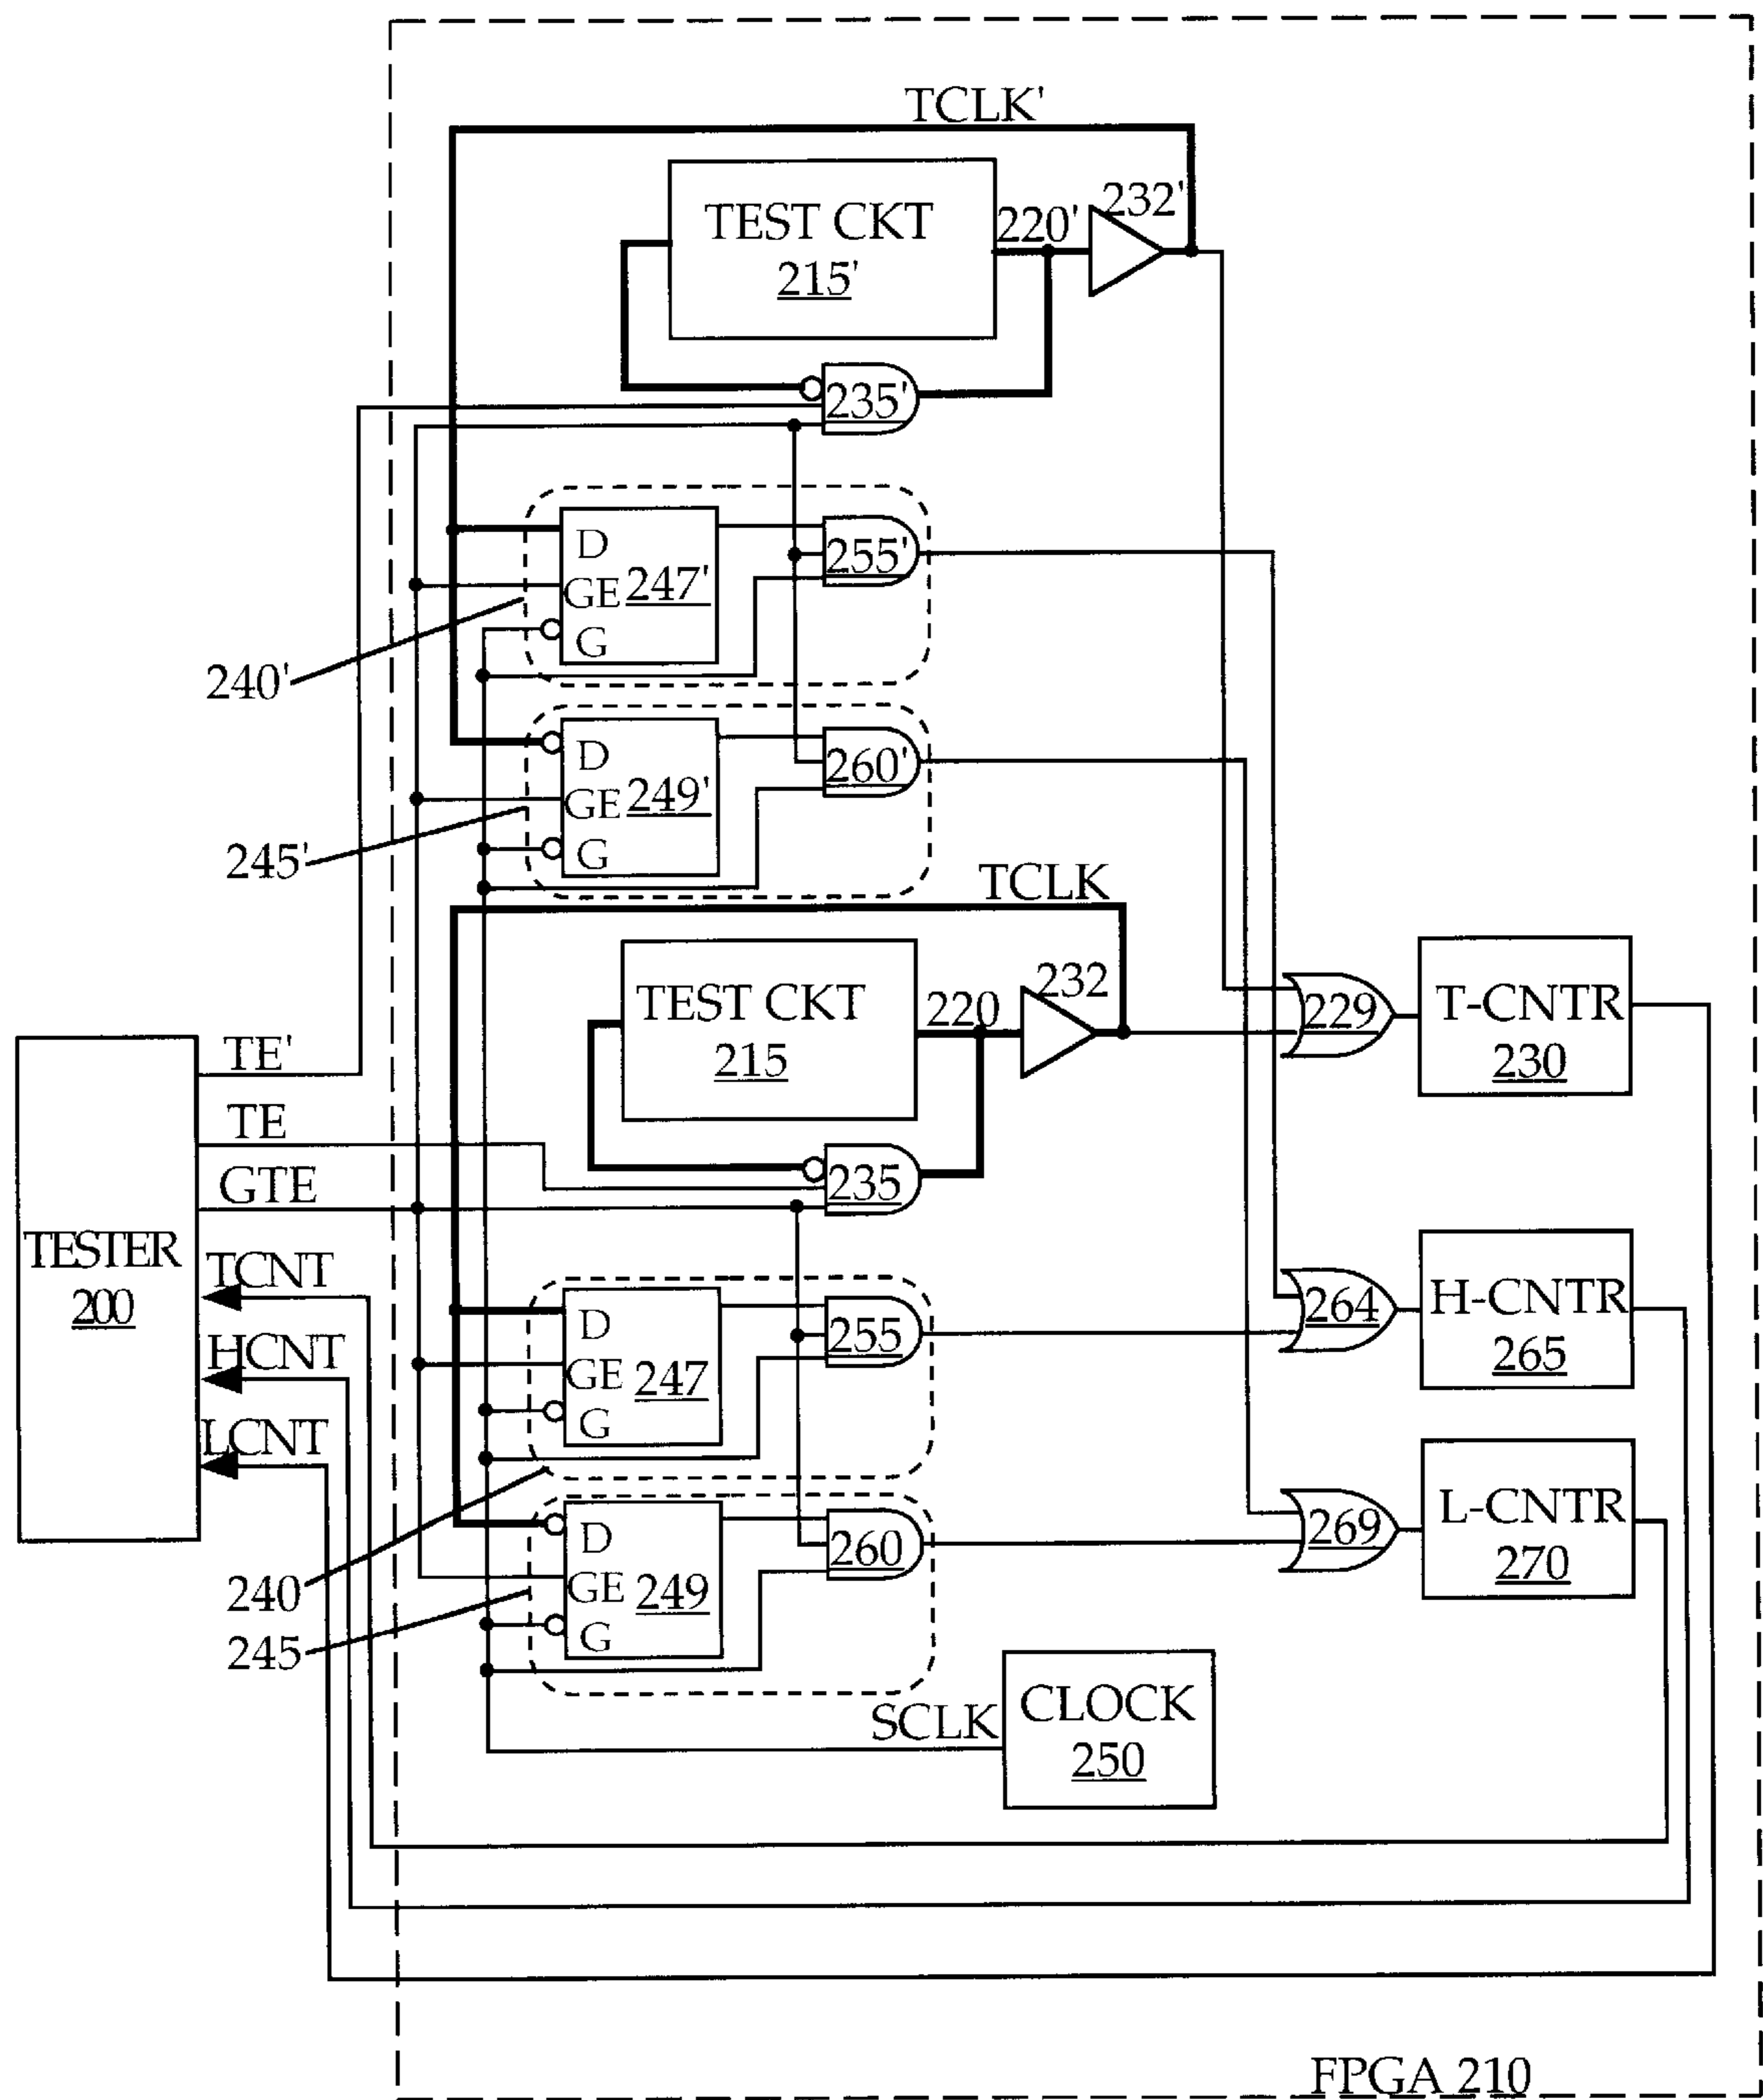 TCLK'
TEST CKT
215'
220'
232'
235'
D
GE 247'
G
255'
240'
D
GE 249'
G
260'
245'
TCLK
TEST CKT
215
220
232
229
T-CNTR
230
TE'
TE
GTE
235
TESTER
200
TCNT
HCNT
LCNT
D
GE 247
G
255
264
H-CNTR
265
240
D
GE 249
G
260
269
L-CNTR
270
245
SCLK
CLOCK
250
FPGA 210